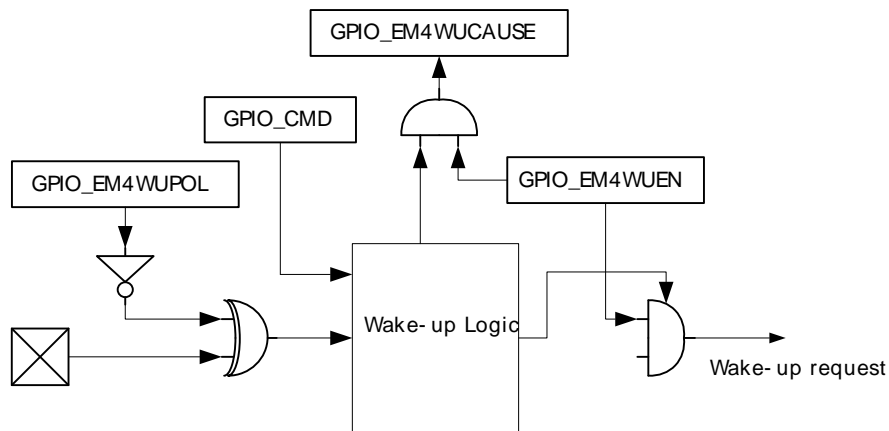 GPIO_EM4WUCAUSE
GPIO_CMD
GPIO_EM4WUPOL
GPIO_EM4WUEN
Wake-up Logic
Wake-up request